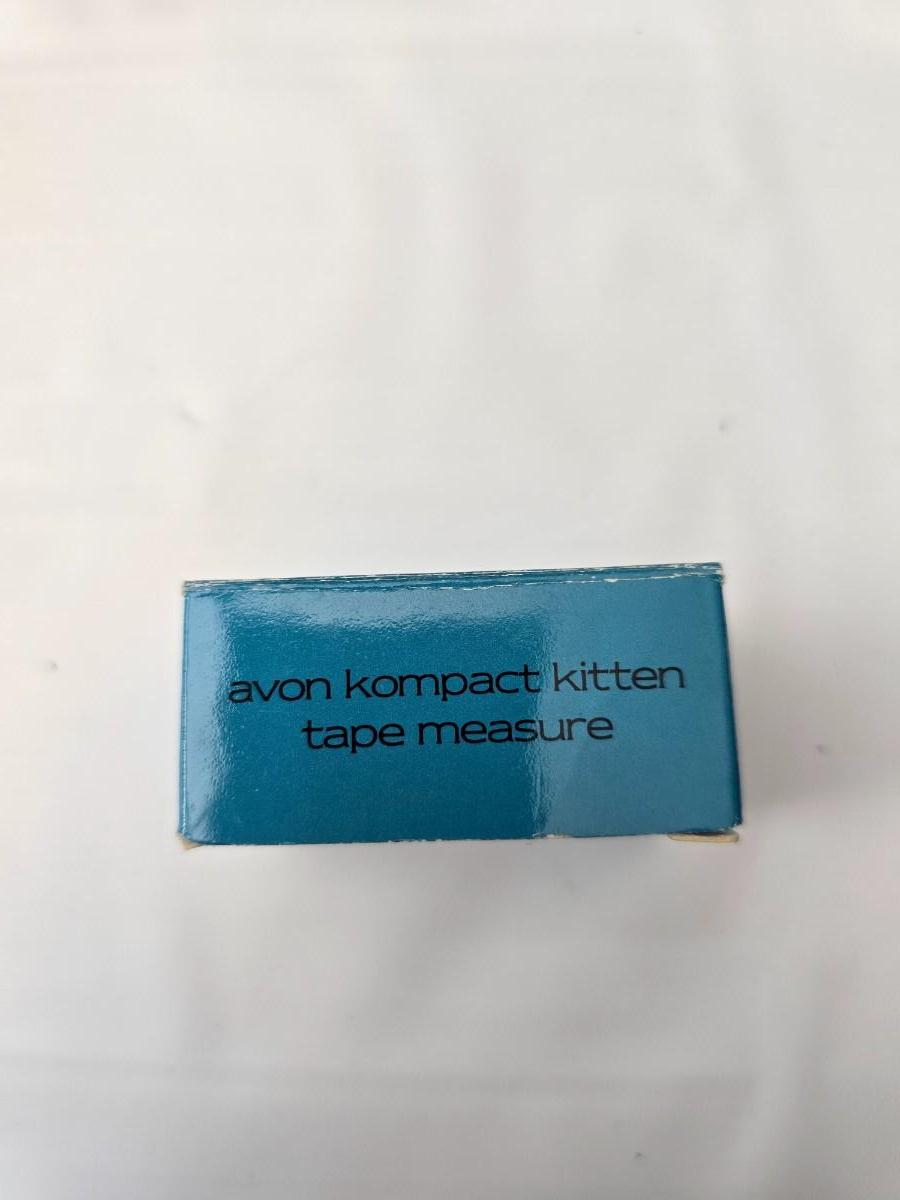 avon kompact kitten
tape measure